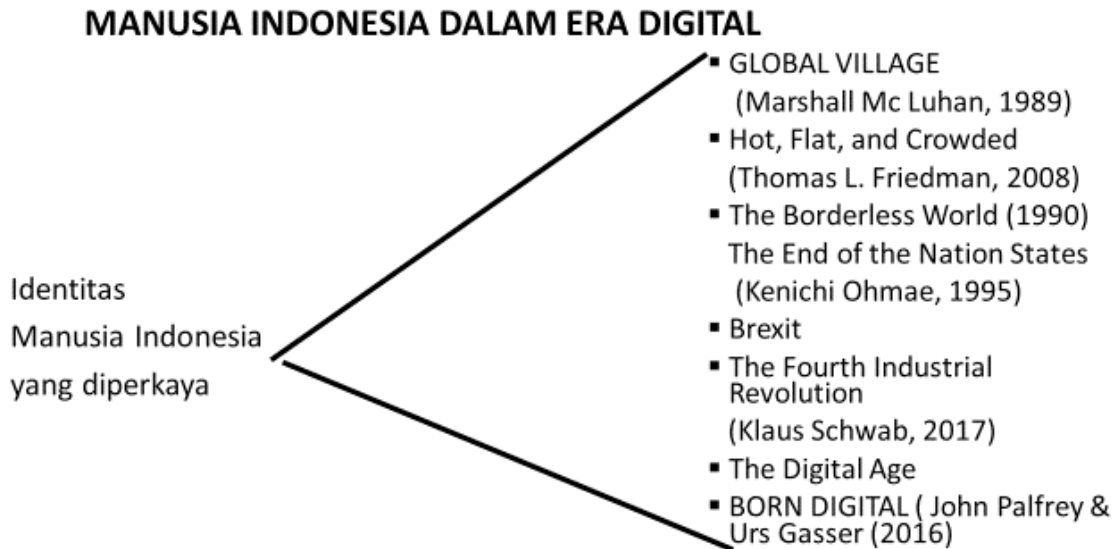 MANUSIA INDONESIA DALAM ERA DIGITAL
Identitas
Manusia Indonesia
yang diperkaya
▪ GLOBAL VILLAGE
(Marshall Mc Luhan, 1989)
▪ Hot, Flat, and Crowded
(Thomas L. Friedman, 2008)
▪ The Borderless World (1990)
The End of the Nation States
(Kenichi Ohmae, 1995)
▪ Brexit
▪ The Fourth Industrial
Revolution
(Klaus Schwab, 2017)
▪ The Digital Age
▪ BORN DIGITAL ( John Palfrey &
Urs Gasser (2016)